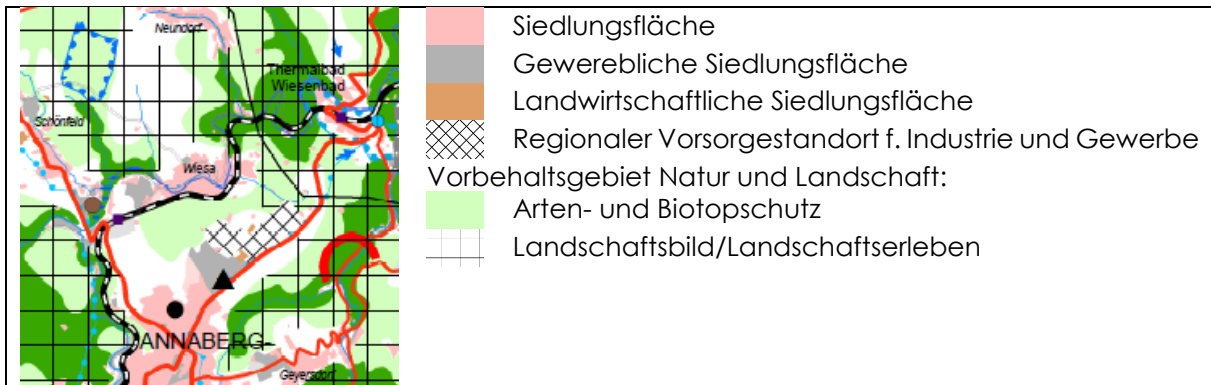 Neundorf
Thermalbad
Wiesenbad
Schönfeld
Wiesa
ANNABERG-
Geyersdorf
Siedlungsfläche
Gewerebliche Siedlungsfläche
Landwirtschaftliche Siedlungsfläche
Regionaler Vorsorgestandort f. Industrie und Gewerbe
Vorbehaltsgebiet Natur und Landschaft:
Arten- und Biotopschutz
Landschaftsbild/Landschaftserleben